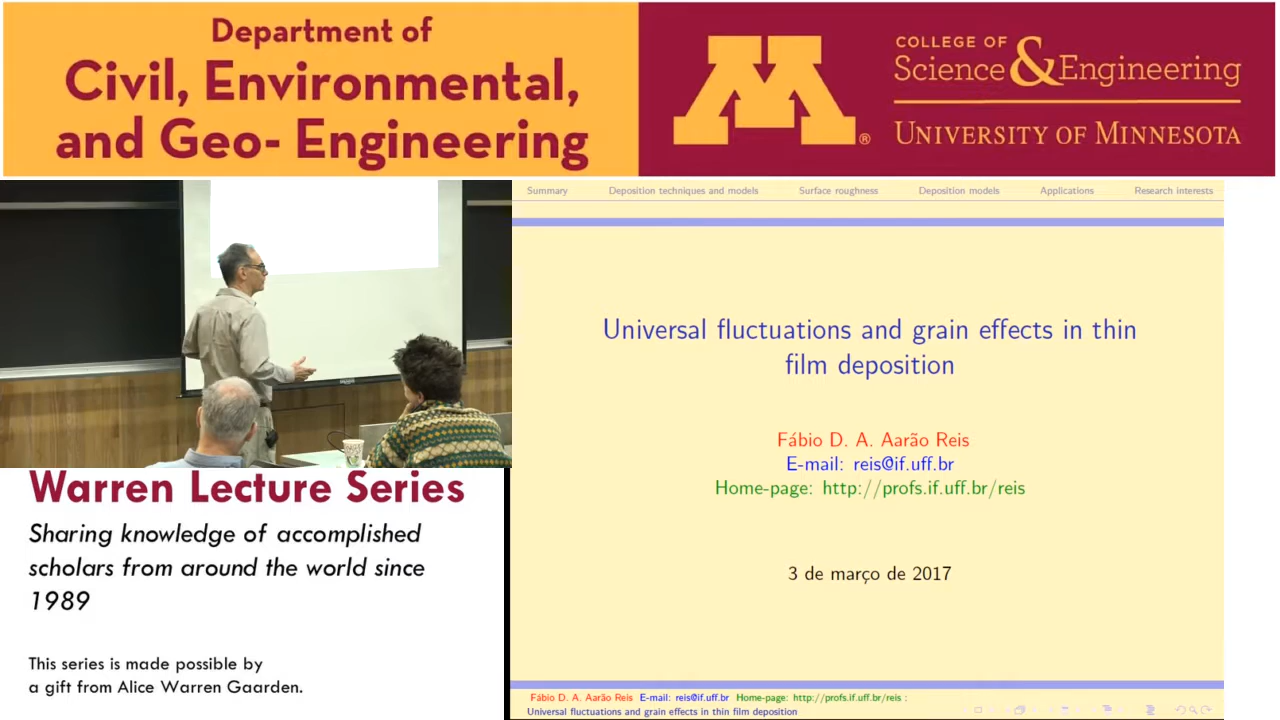 Department of
Civil, Environmental,
and Geo- Engineering
M®
COLLEGE OF
Science & Engineering
UNIVERSITY OF MINNESOTA
Summary Deposition techniques and models Surface roughness Deposition models Applications Research interests
Universal fluctuations and grain effects in thin
film deposition
Fábio D. A. Aarão Reis
E-mail: reis@if.uff.br
Home-page: http://profs.if.uff.br/reis
3 de março de 2017
Fábio D. A. Aarão Reis E-mail: reis@if.uff.br Home-page: http://profs.if.uff.br/reis :
Universal fluctuations and grain effects in thin film deposition
Warren Lecture Series
Sharing knowledge of accomplished
scholars from around the world since
1989
This series is made possible by
a gift from Alice Warren Gaarden.